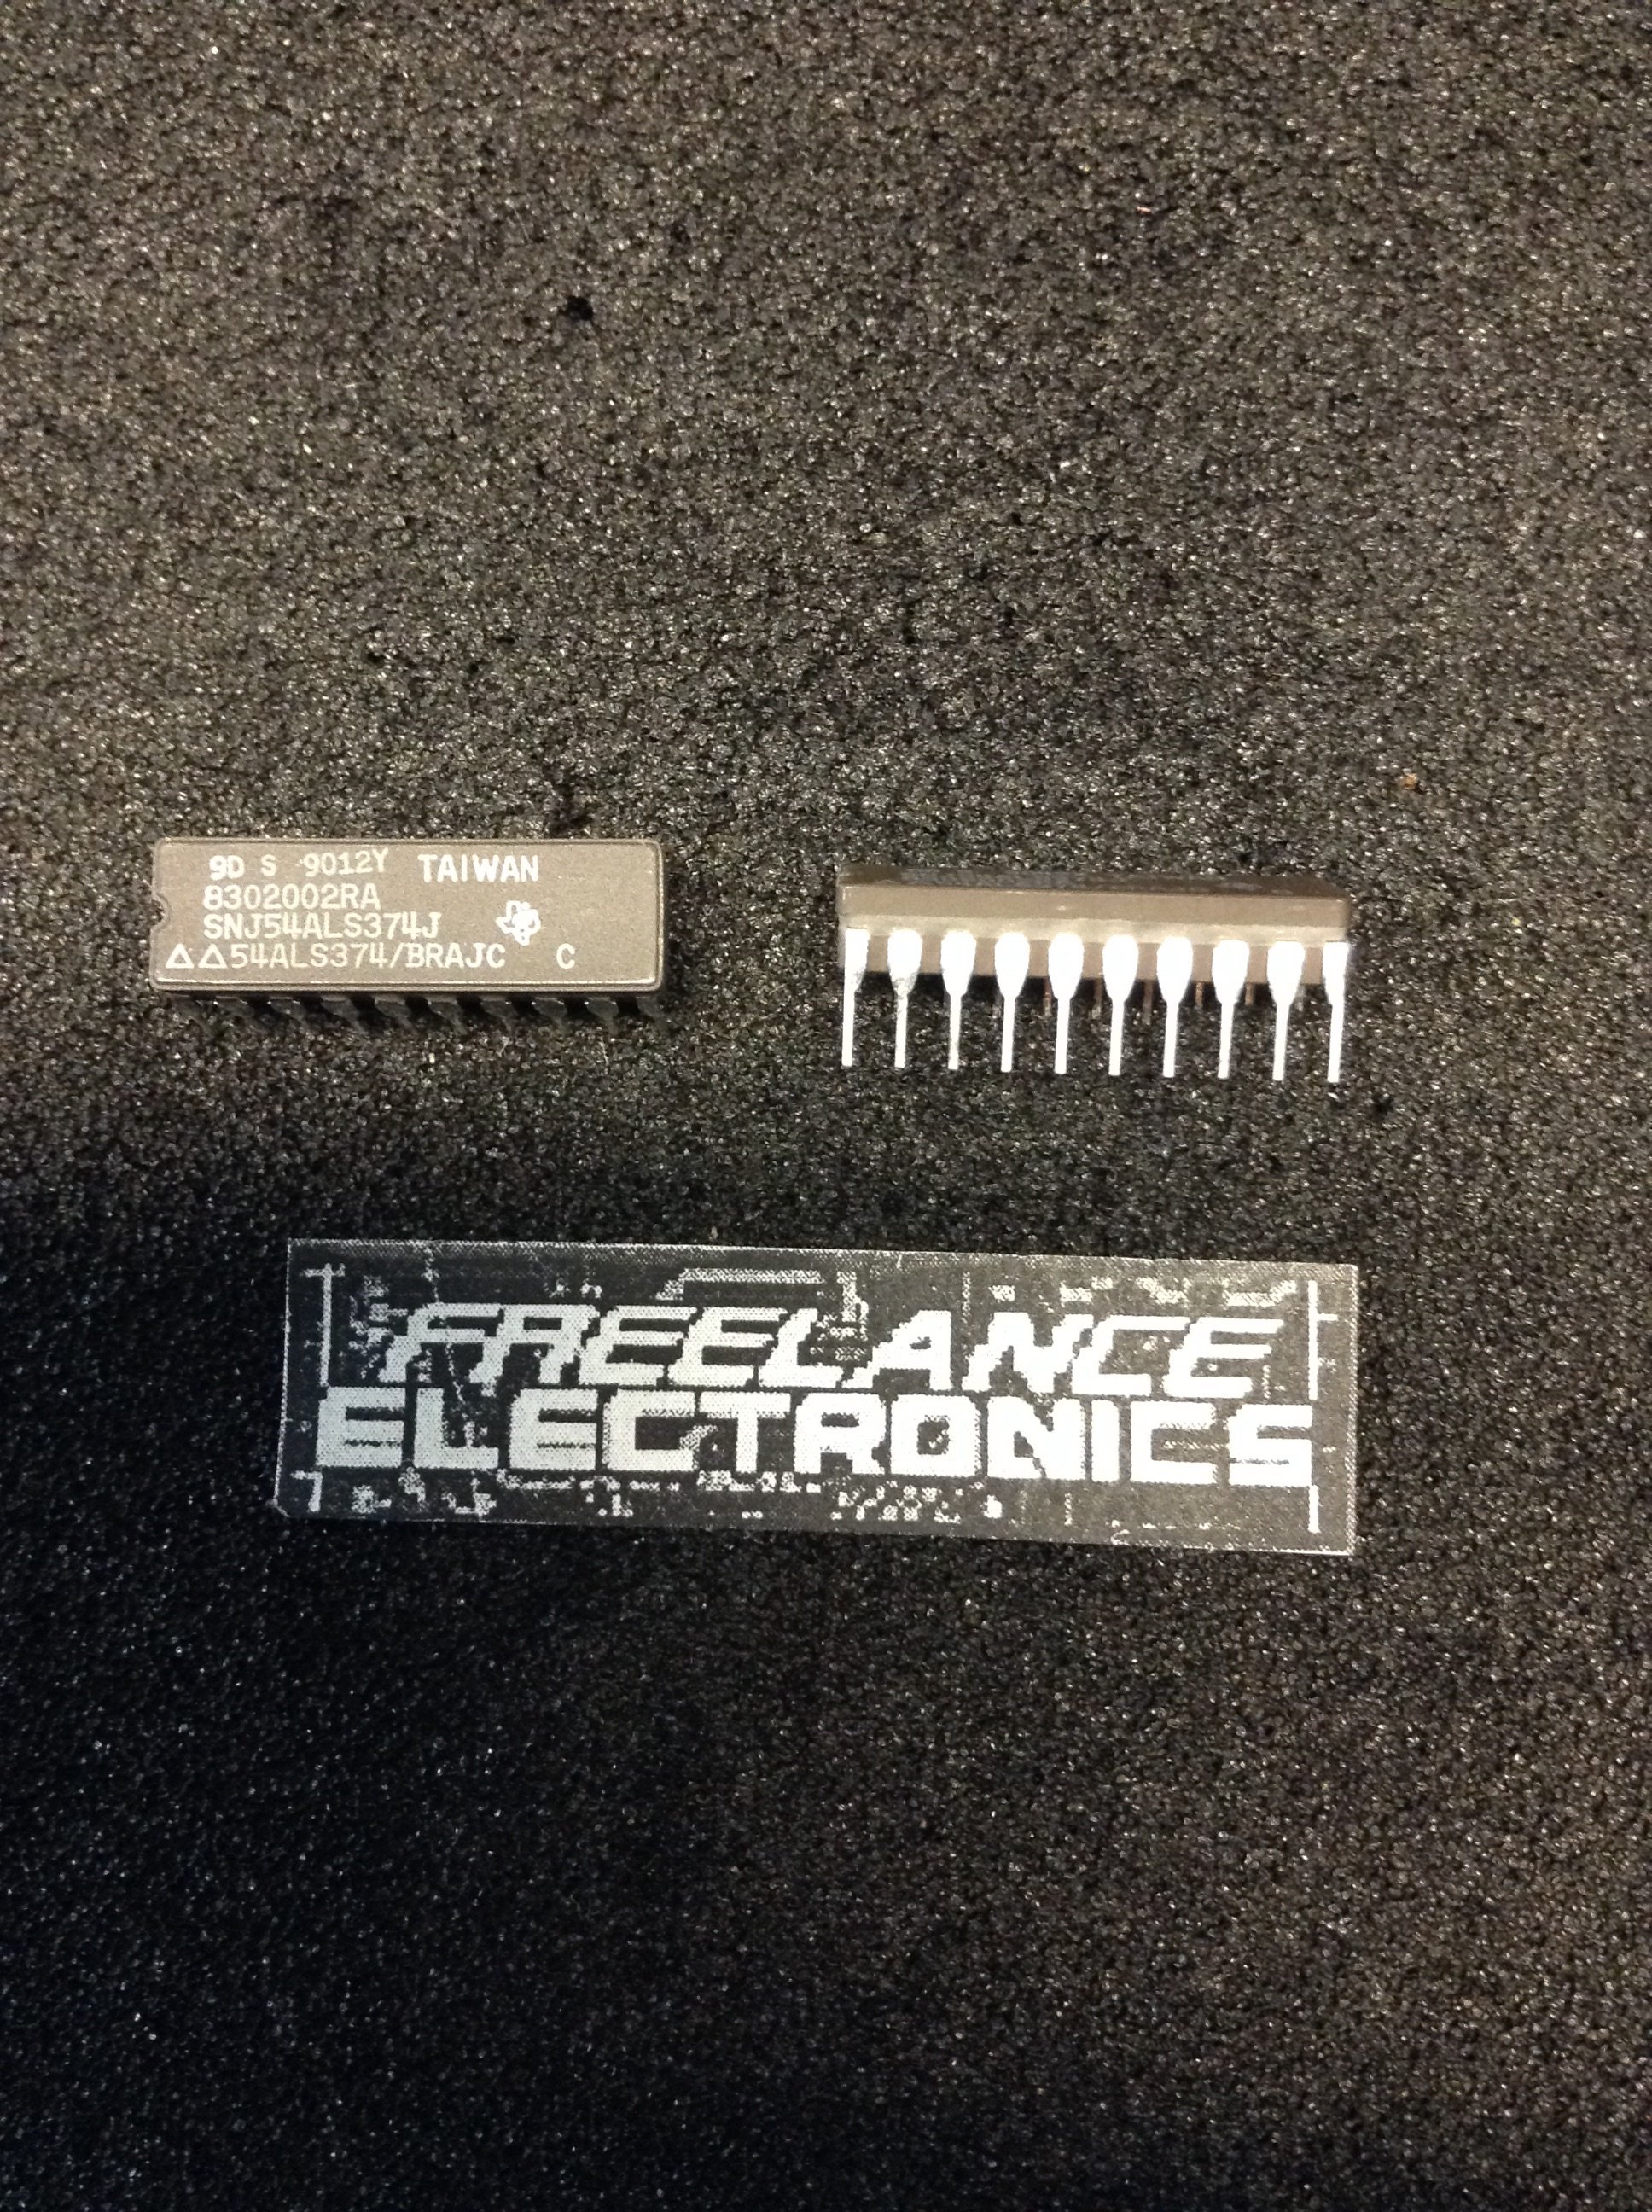 9D S 9012Y TAIWAN
8302002RA
SNJ54ALS374J
△△54ALS374/BRAJC C
FREELANCE
ELECTRONICS